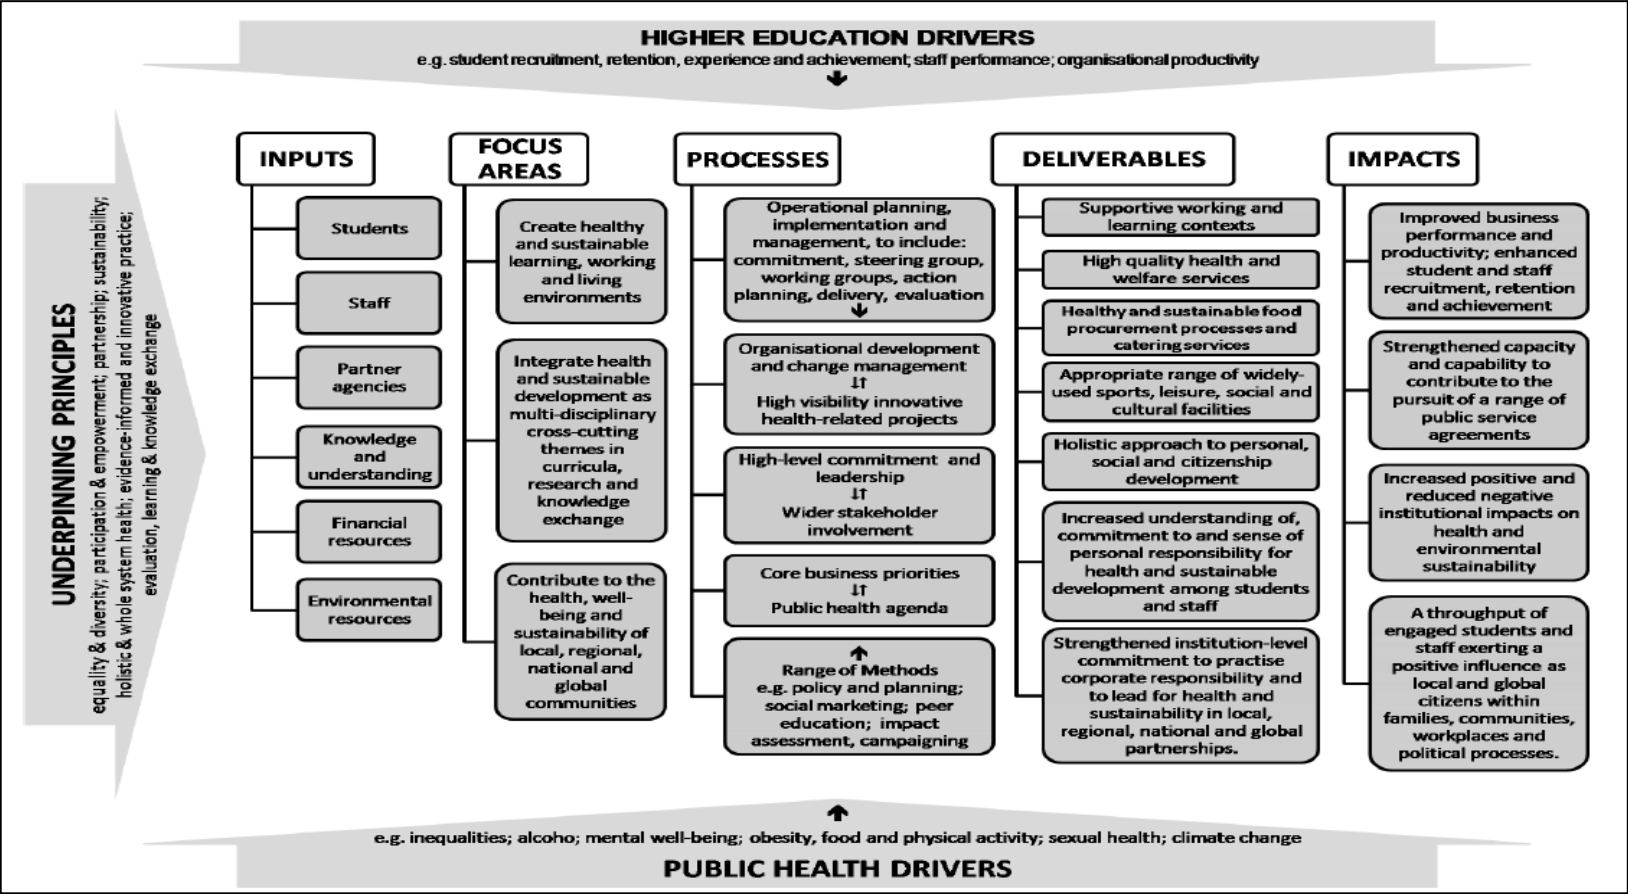 HIGHER EDUCATION DRIVERS
e.g. student recruitment, retention, experience and achievement; staff performance; organisational productivity
UNDERPINNING PRINCIPLES
equality & diversity; participation & empowerment; partnership; sustainability;
holistic & whole system health; evidence-informed and innovative practice;
evaluation, learning & knowledge exchange
INPUTS
Students
Staff
Partner
agencies
Knowledge
and
understanding
Financial
resources
Environmental
resources
FOCUS
AREAS
Create healthy
and sustainable
learning, working
and living
environments
Integrate health
and sustainable
development as
multi-disciplinary
cross-cutting
themes in
curricula,
research and
knowledge
exchange
Contribute to the
health, well-
being and
sustainability of
local, regional,
national and
global
communities
PROCESSES
Operational planning,
implementation and
management, to include:
commitment, steering group,
working groups, action
planning, delivery, evaluation
Organisational development
and change management
High visibility innovative
health-related projects
High-level commitment and
leadership
Wider stakeholder
involvement
Core business priorities
Public health agenda
Range of Methods
e.g. policy and planning;
social marketing; peer
education; impact
assessment, campaigning
DELIVERABLES
Supportive working and
learning contexts
High quality health and
welfare services
Healthy and sustainable food
procurement processes and
catering services
Appropriate range of widely-
used sports, leisure, social and
cultural facilities
Holistic approach to personal,
social and citizenship
development
Increased understanding of,
commitment to and sense of
personal responsibility for
health and sustainable
development among students
and staff
Strengthened institution-level
commitment to practise
corporate responsibility and
to lead for health and
sustainability in local,
regional, national and global
partnerships.
IMPACTS
Improved business
performance and
productivity; enhanced
student and staff
recruitment, retention
and achievement
Strengthened capacity
and capability to
contribute to the
pursuit of a range of
public service
agreements
Increased positive and
reduced negative
institutional impacts on
health and
environmental
sustainability
A throughput of
engaged students and
staff exerting a
positive influence as
local and global
citizens within
families, communities,
workplaces and
political processes.
e.g. inequalities; alcoho; mental well-being; obesity, food and physical activity; sexual health; climate change
PUBLIC HEALTH DRIVERS